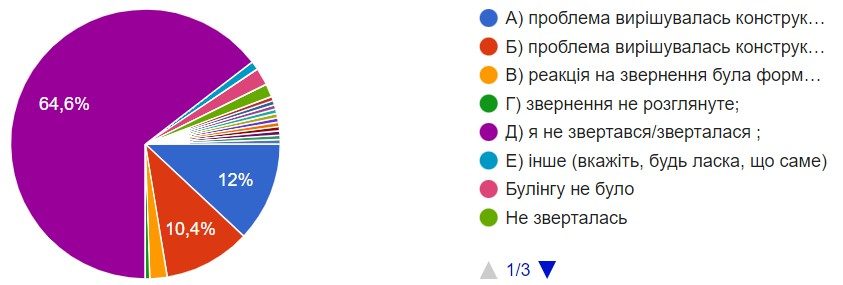 64,6%
12%
10,4%
А) проблема вирішувалась конструк…
Б) проблема вирішувалась конструк…
В) реакція на звернення була форм…
Г) звернення не розглянуте;
Д) я не звертався/зверталася ;
Е) інше (вкажіть, будь ласка, що саме)
Булінгу не було
Не зверталась
1/3